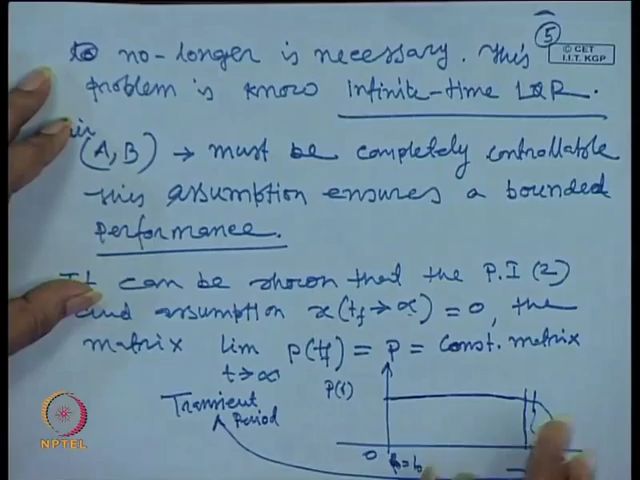 to no-longer is necessary. This
5
© CET
I.I.T. KGP
problem is know Infinite-time LQR.
(A,B) → must be completely controllable
this assumption ensures a bounded
performance.
It can be shown that the P.I (2)
and assumption x(tf→∝) = 0, the
matrix lim P(tf) = P = Const. matrix
t→∞
P(t)
Transient
Period
0
NPTEL